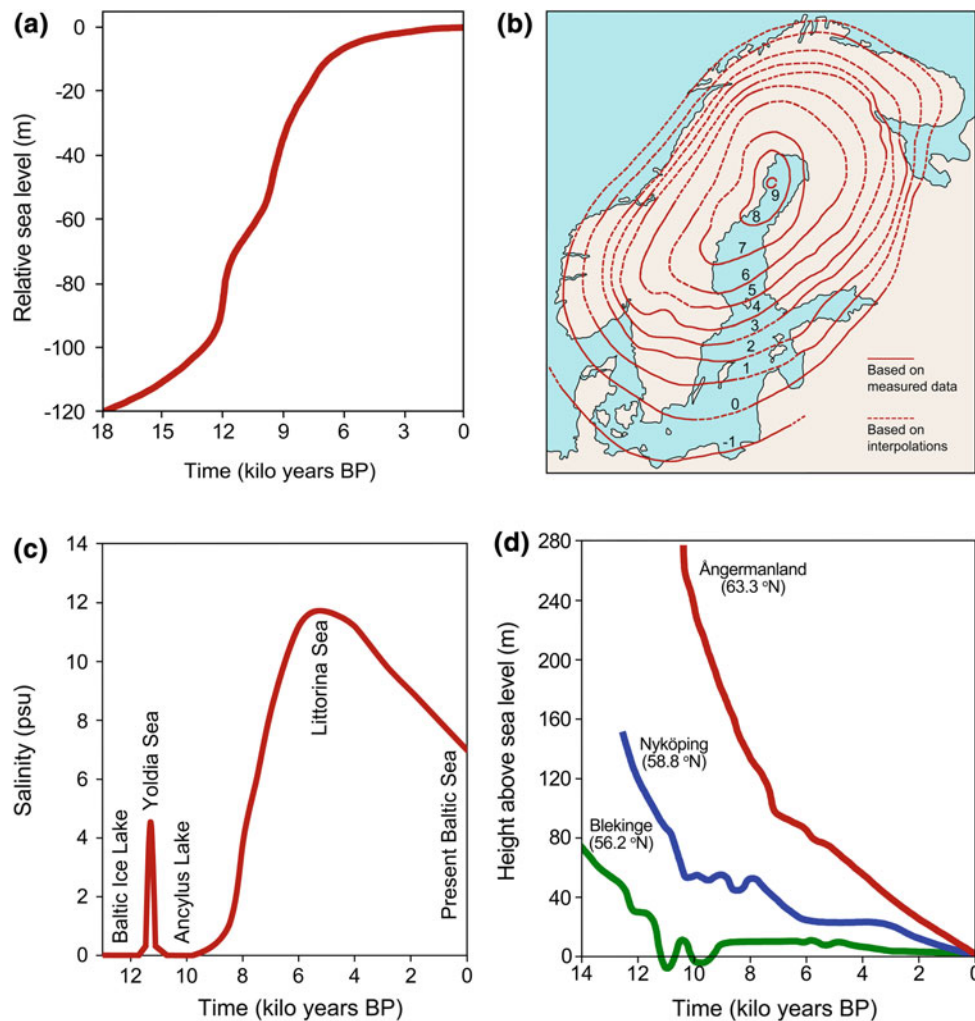 (a)
Relative sea level (m)
0
-20
-40
-60
-80
-100
-120
18
15
12
9
6
3
0
Time (kilo years BP)
(b)
9
8
7
6
5
4
3
2
1
0
-1
Based on
measured data
Based on
interpolations
(c)
Salinity (psu)
14
12
10
8
6
4
2
0
Baltic Ice Lake
Yoldia Sea
Ancylus Lake
Littorina Sea
Present Baltic Sea
12
10
8
6
4
2
0
Time (kilo years BP)
(d)
Height above sea level (m)
280
240
200
160
120
80
40
0
Ångermanland
(63.3 °N)
Nyköping
(58.8 °N)
Blekinge
(56.2 °N)
14
12
10
8
6
4
2
0
Time (kilo years BP)